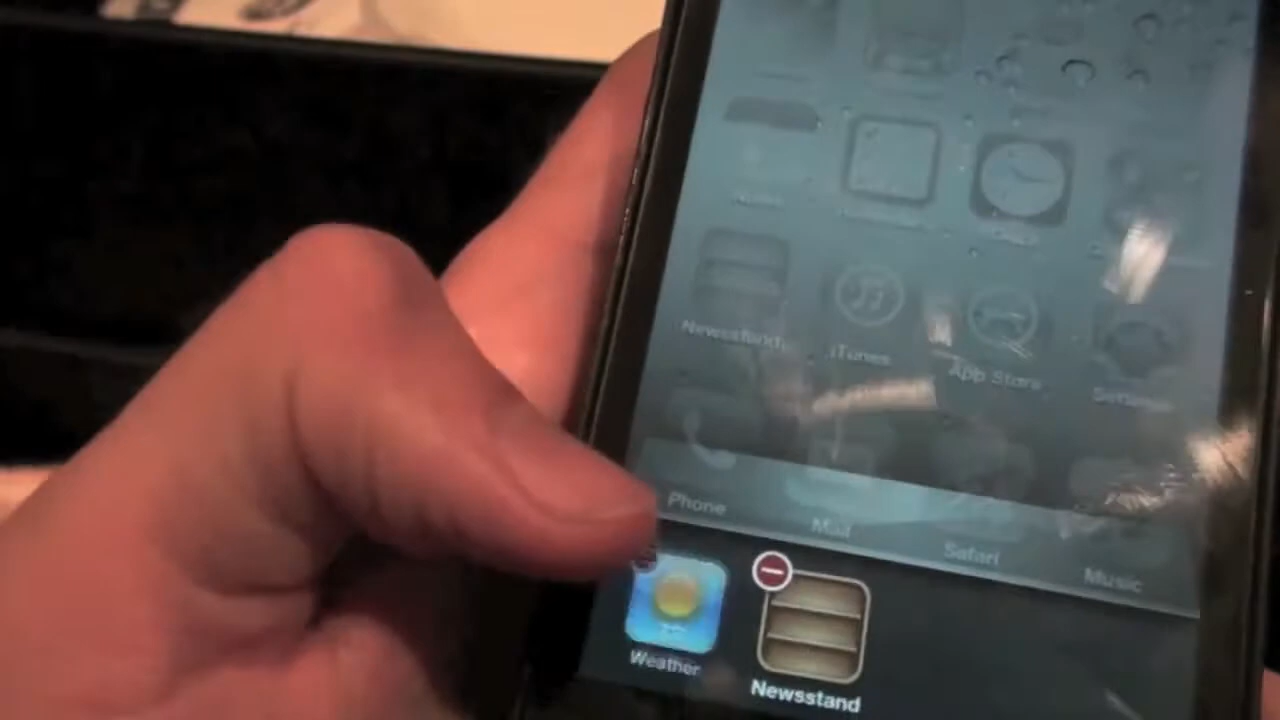 Newsstand
iTunes
App Store
Settings
Phone
Mail
Safari
Music
Weather
Newsstand